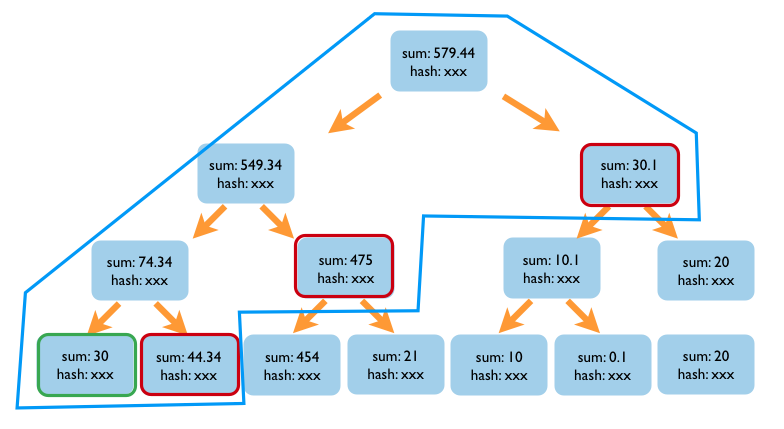 sum: 579.44
hash: xxx
sum: 549.34
hash: xxx
sum: 30.1
hash: xxx
sum: 74.34
hash: xxx
sum: 475
hash: xxx
sum: 10.1
hash: xxx
sum: 20
hash: xxx
sum: 30
hash: xxx
sum: 44.34
hash: xxx
sum: 454
hash: xxx
sum: 21
hash: xxx
sum: 10
hash: xxx
sum: 0.1
hash: xxx
sum: 20
hash: xxx